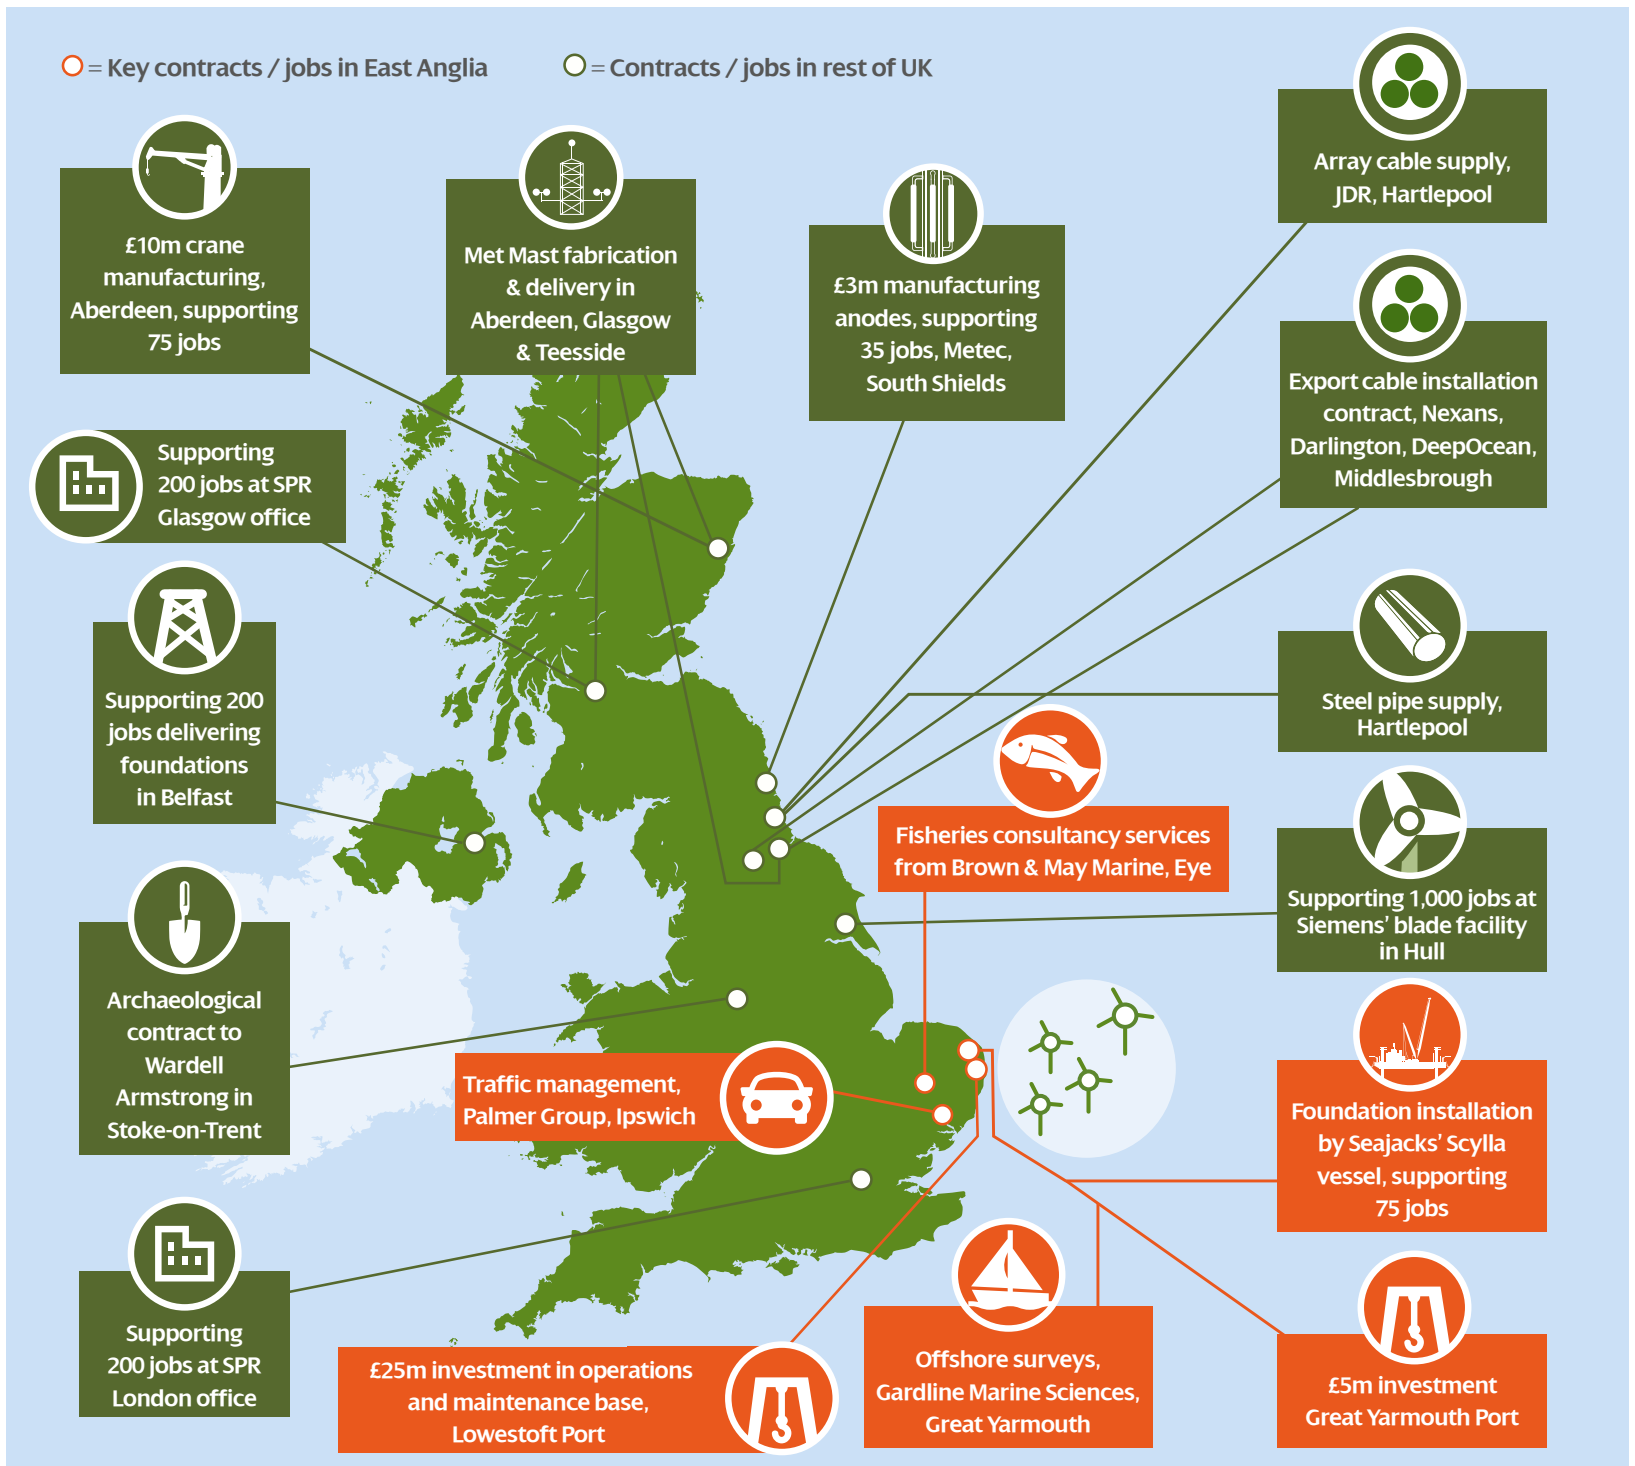 = Key contracts / jobs in East Anglia
= Contracts / jobs in rest of UK
£10m crane
manufacturing,
Aberdeen, supporting
75 jobs
Met Mast fabrication
& delivery in
Aberdeen, Glasgow
& Teesside
£3m manufacturing
anodes, supporting
35 jobs, Metec,
South Shields
Array cable supply,
JDR, Hartlepool
Export cable installation
contract, Nexans,
Darlington, DeepOcean,
Middlesbrough
Supporting
200 jobs at SPR
Glasgow office
Supporting 200
jobs delivering
foundations
in Belfast
Steel pipe supply,
Hartlepool
Fisheries consultancy services
from Brown & May Marine, Eye
Supporting 1,000 jobs at
Siemens’ blade facility
in Hull
Archaeological
contract to
Wardell
Armstrong in
Stoke-on-Trent
Traffic management,
Palmer Group, Ipswich
Foundation installation
by Seajacks’ Scylla
vessel, supporting
75 jobs
Supporting
200 jobs at SPR
London office
£25m investment in operations
and maintenance base,
Lowestoft Port
Offshore surveys,
Gardline Marine Sciences,
Great Yarmouth
£5m investment
Great Yarmouth Port